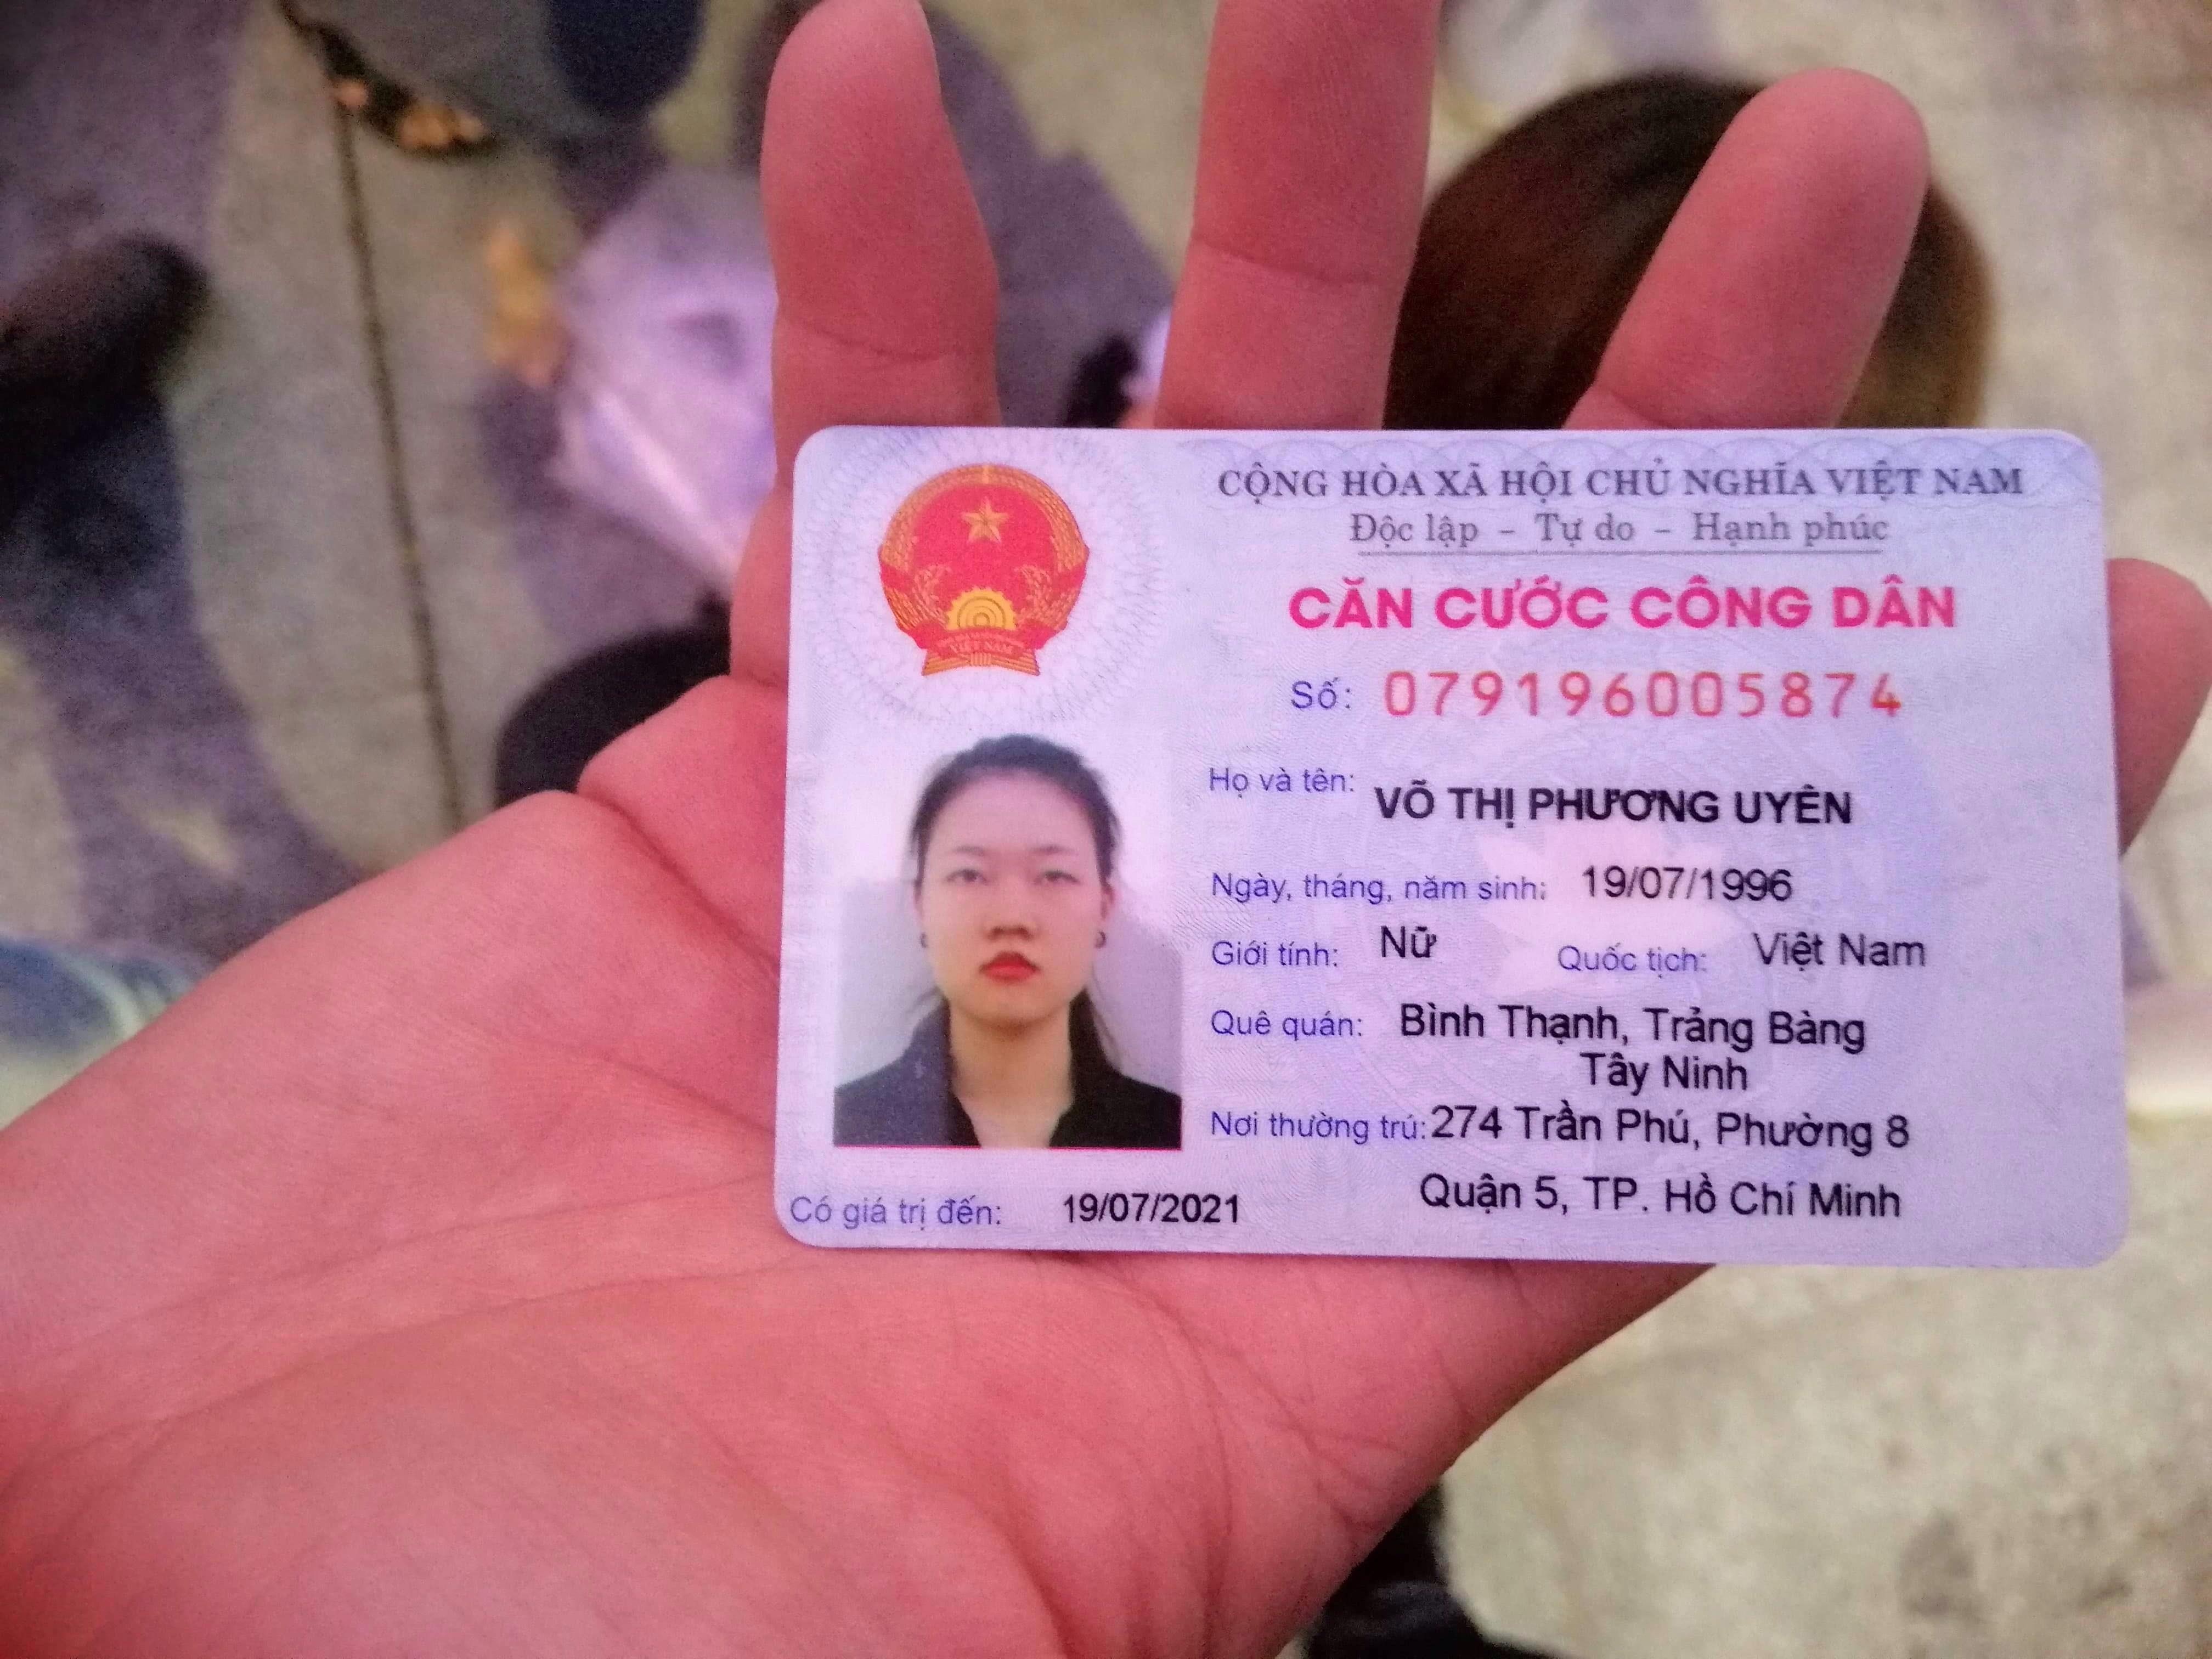 CỘNG HÒA XÃ HỘI CHỦ NGHĨA VIỆT NAM
Độc lập – Tự do – Hạnh phúc
CĂN CƯỚC CÔNG DÂN
Số: 079196005874
Họ và tên: VÕ THỊ PHƯƠNG UYÊN
Ngày, tháng, năm sinh: 19/07/1996
Giới tính: Nữ Quốc tịch: Việt Nam
Quê quán: Bình Thạnh, Trảng Bàng
Tây Ninh
Nơi thường trú: 274 Trần Phú, Phường 8
Quận 5, TP. Hồ Chí Minh
Có giá trị đến: 19/07/2021
VIỆT NAM